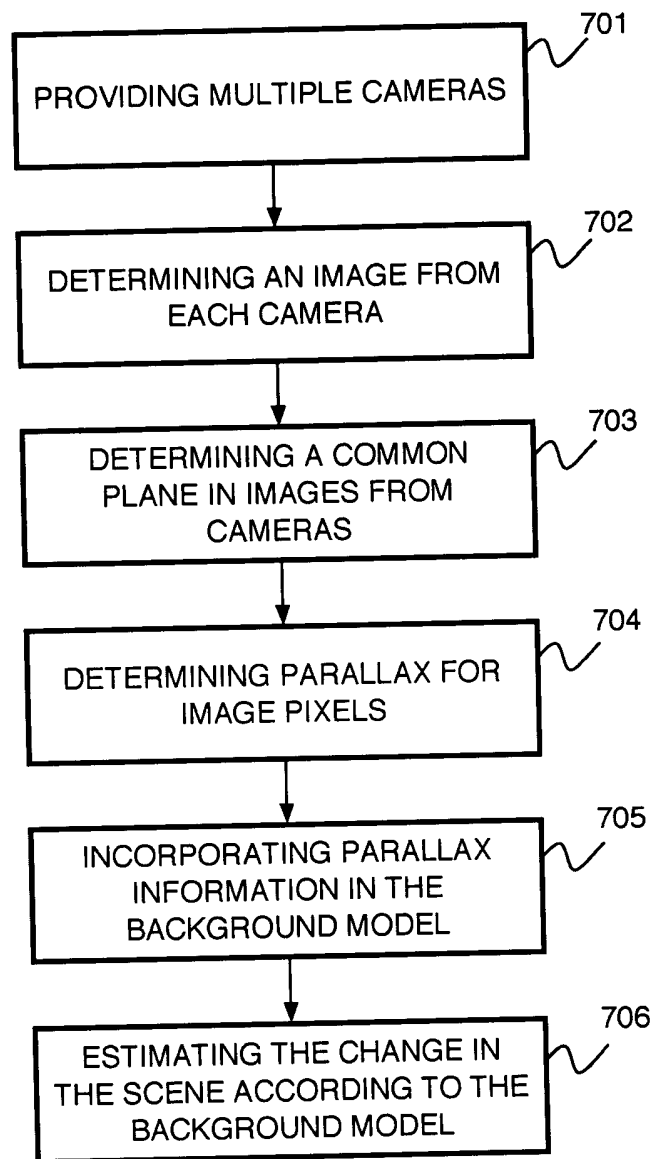 701
PROVIDING MULTIPLE CAMERAS
702
DETERMINING AN IMAGE FROM
EACH CAMERA
703
DETERMINING A COMMON
PLANE IN IMAGES FROM
CAMERAS
704
DETERMINING PARALLAX FOR
IMAGE PIXELS
705
INCORPORATING PARALLAX
INFORMATION IN THE
BACKGROUND MODEL
706
ESTIMATING THE CHANGE IN
THE SCENE ACCORDING TO THE
BACKGROUND MODEL